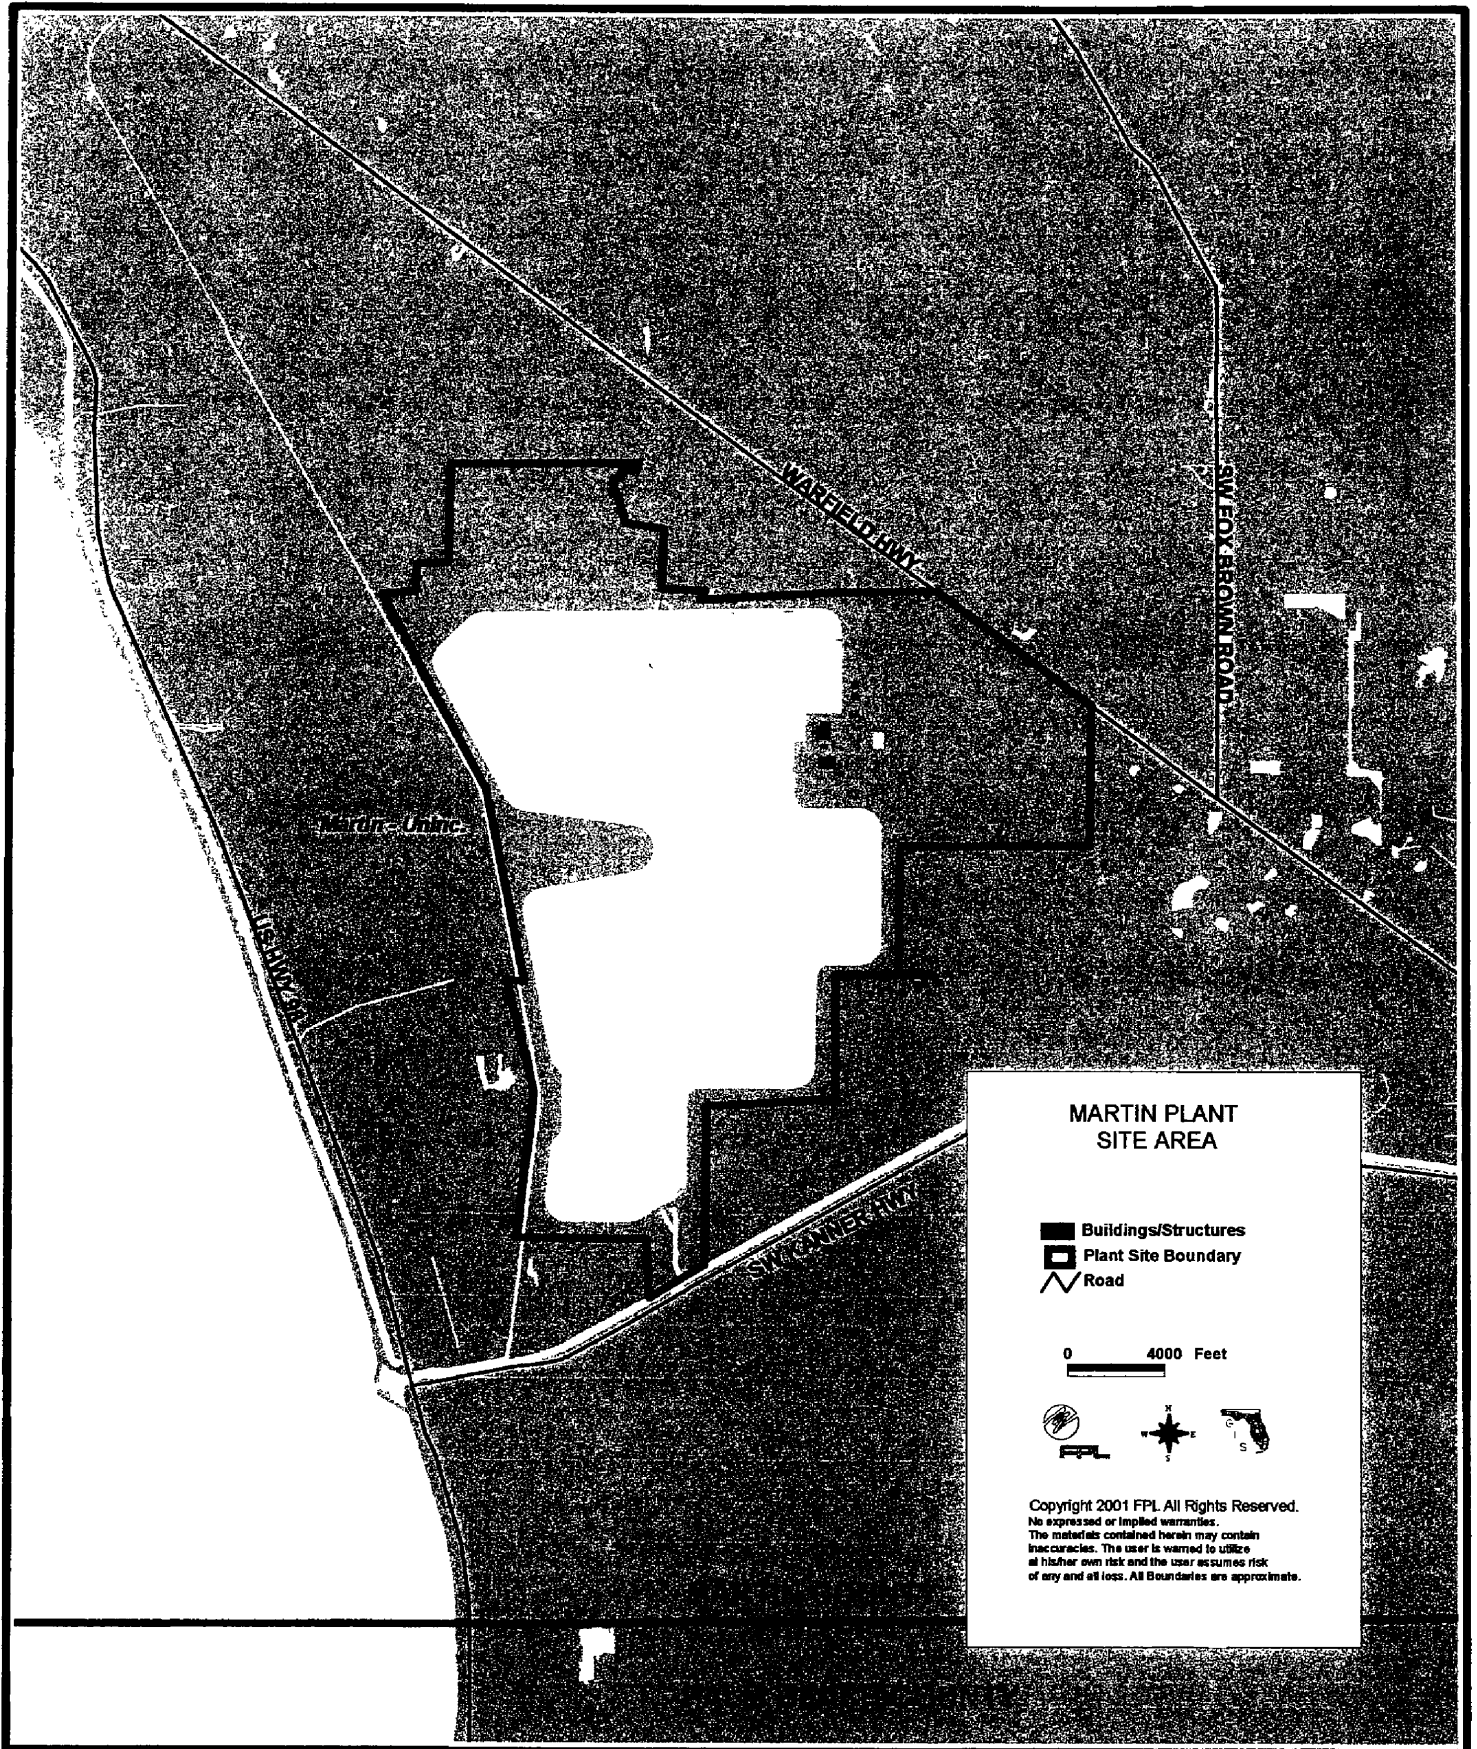 WARFIELD HWY
SW FOX BROWN ROAD
Martin - Uninc.
US HWY
SW KANNER HWY
MARTIN PLANT
SITE AREA
Buildings/Structures
Plant Site Boundary
Road
0 4000 Feet
N
W E
S
FPL
G
I
S
Copyright 2001 FPL. All Rights Reserved.
No expressed or implied warranties.
The materials contained herein may contain
inaccuracies. The user is warned to utilize
at his/her own risk and the user assumes risk
of any and all loss. All Boundaries are approximate.